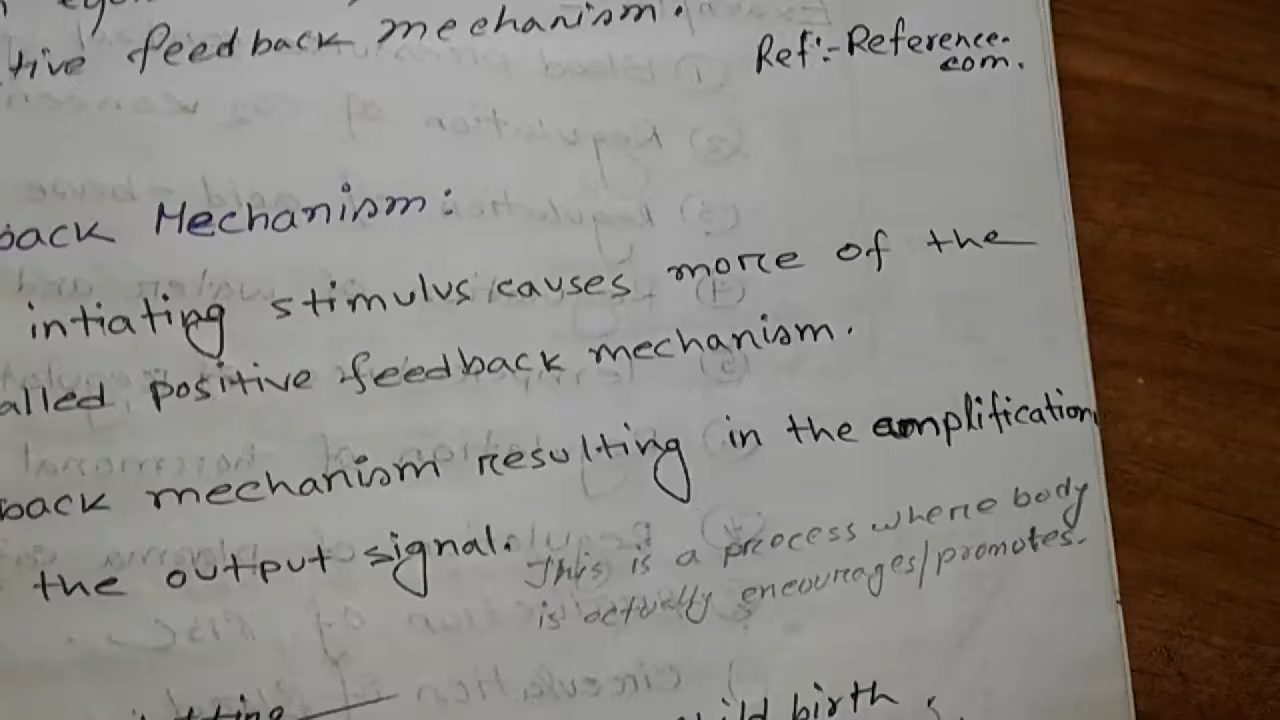 tive feedback mechanism.
Ref:- Reference.
com.
back Mechanism:
intiating stimulus causes more of the
alled positive feedback mechanism.
back mechanism resulting in the amplification
the output signal.
This is a process where body
is actually encourages/promotes.
birth